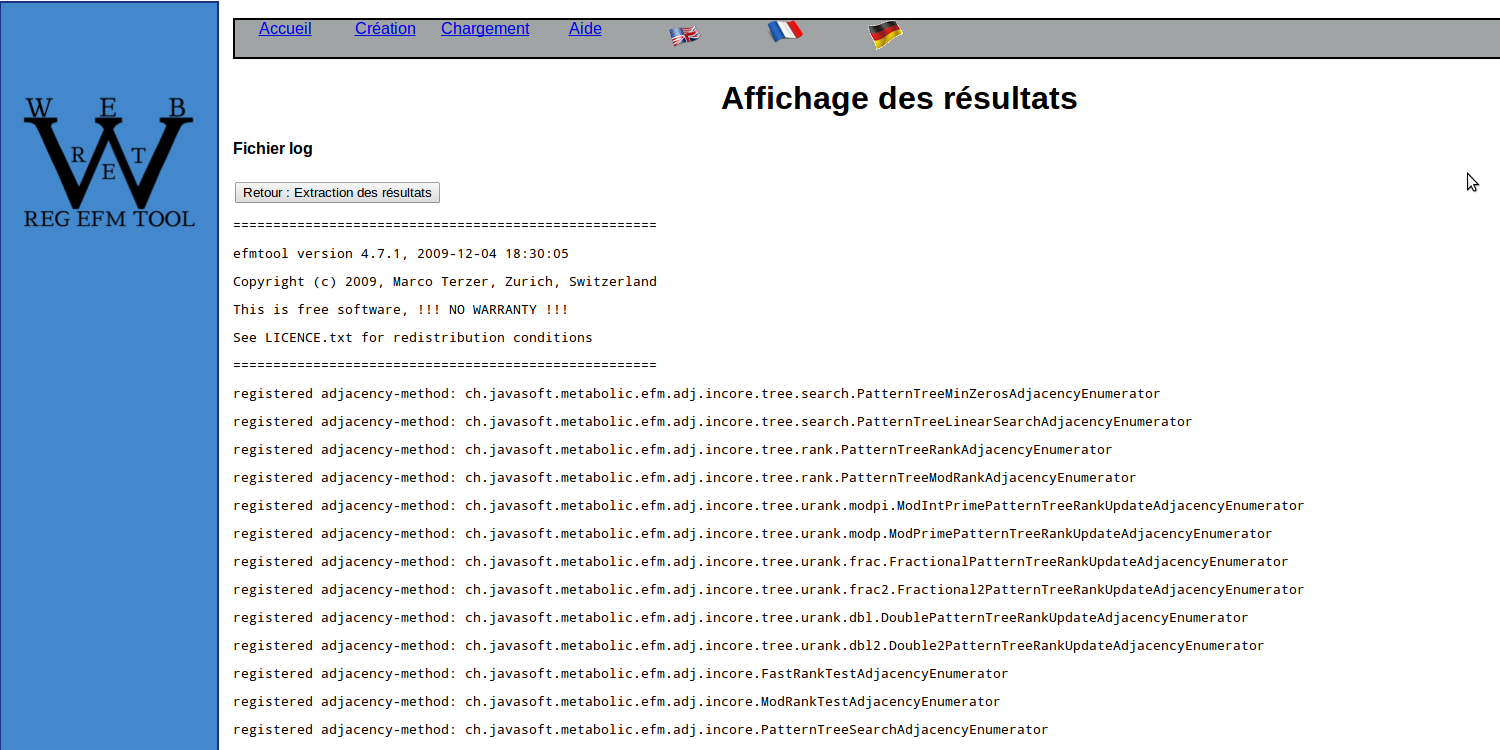 Accueil Création Chargement Aide
W E B
R E T
REG EFM TOOL
Affichage des résultats
Fichier log
Retour : Extraction des résultats
=====================================================
efmtool version 4.7.1, 2009-12-04 18:30:05
Copyright (c) 2009, Marco Terzer, Zurich, Switzerland
This is free software, !!! NO WARRANTY !!!
See LICENCE.txt for redistribution conditions
=====================================================
registered adjacency-method: ch.javasoft.metabolic.efm.adj.incore.tree.search.PatternTreeMinZerosAdjacencyEnumerator
registered adjacency-method: ch.javasoft.metabolic.efm.adj.incore.tree.search.PatternTreeLinearSearchAdjacencyEnumerator
registered adjacency-method: ch.javasoft.metabolic.efm.adj.incore.tree.rank.PatternTreeRankAdjacencyEnumerator
registered adjacency-method: ch.javasoft.metabolic.efm.adj.incore.tree.rank.PatternTreeModRankAdjacencyEnumerator
registered adjacency-method: ch.javasoft.metabolic.efm.adj.incore.tree.urank.modpi.ModIntPrimePatternTreeRankUpdateAdjacencyEnumerator
registered adjacency-method: ch.javasoft.metabolic.efm.adj.incore.tree.urank.modp.ModPrimePatternTreeRankUpdateAdjacencyEnumerator
registered adjacency-method: ch.javasoft.metabolic.efm.adj.incore.tree.urank.frac.FractionalPatternTreeRankUpdateAdjacencyEnumerator
registered adjacency-method: ch.javasoft.metabolic.efm.adj.incore.tree.urank.frac2.Fractional2PatternTreeRankUpdateAdjacencyEnumerator
registered adjacency-method: ch.javasoft.metabolic.efm.adj.incore.tree.urank.dbl.DoublePatternTreeRankUpdateAdjacencyEnumerator
registered adjacency-method: ch.javasoft.metabolic.efm.adj.incore.tree.urank.dbl2.Double2PatternTreeRankUpdateAdjacencyEnumerator
registered adjacency-method: ch.javasoft.metabolic.efm.adj.incore.FastRankTestAdjacencyEnumerator
registered adjacency-method: ch.javasoft.metabolic.efm.adj.incore.ModRankTestAdjacencyEnumerator
registered adjacency-method: ch.javasoft.metabolic.efm.adj.incore.PatternTreeSearchAdjacencyEnumerator